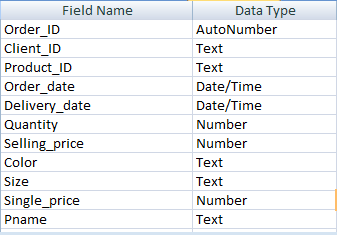 Field Name Data Type
Order_ID AutoNumber
Client_ID Text
Product_ID Text
Order_date Date/Time
Delivery_date Date/Time
Quantity Number
Selling_price Number
Color Text
Size Text
Single_price Number
Pname Text